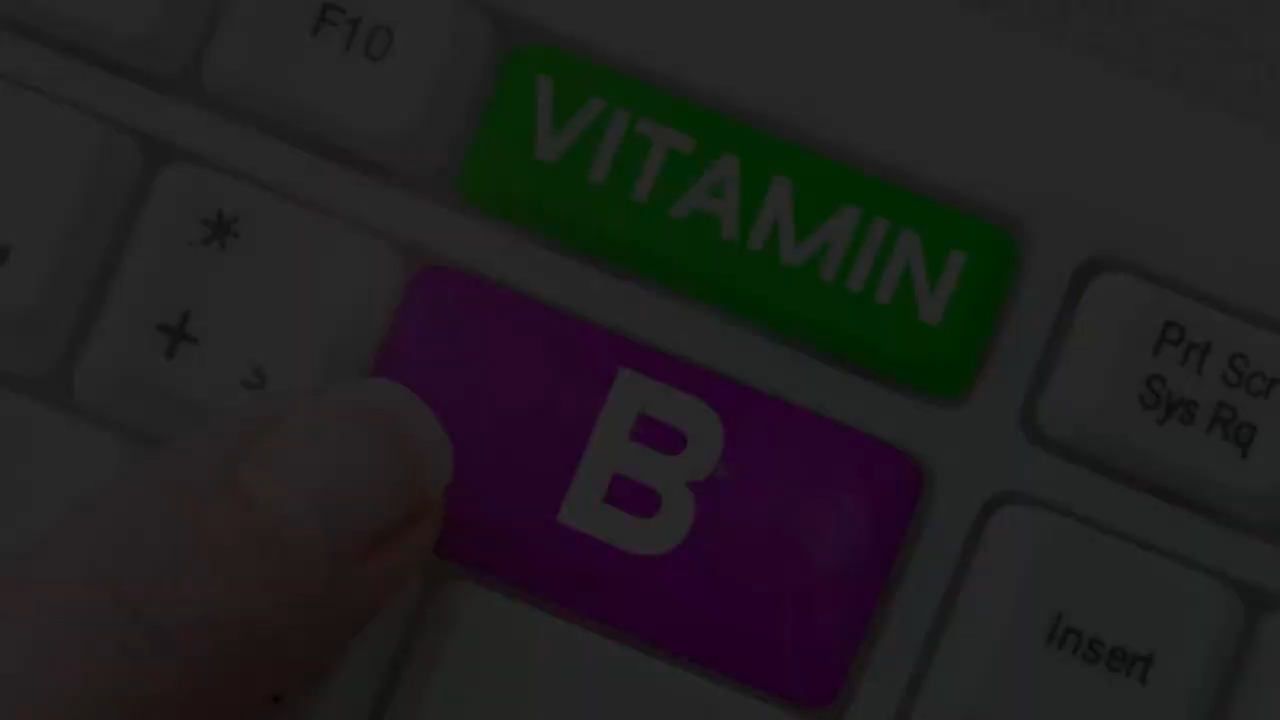 F10
VITAMIN
*
+
B
Prt Scr
Sys Rq
Insert